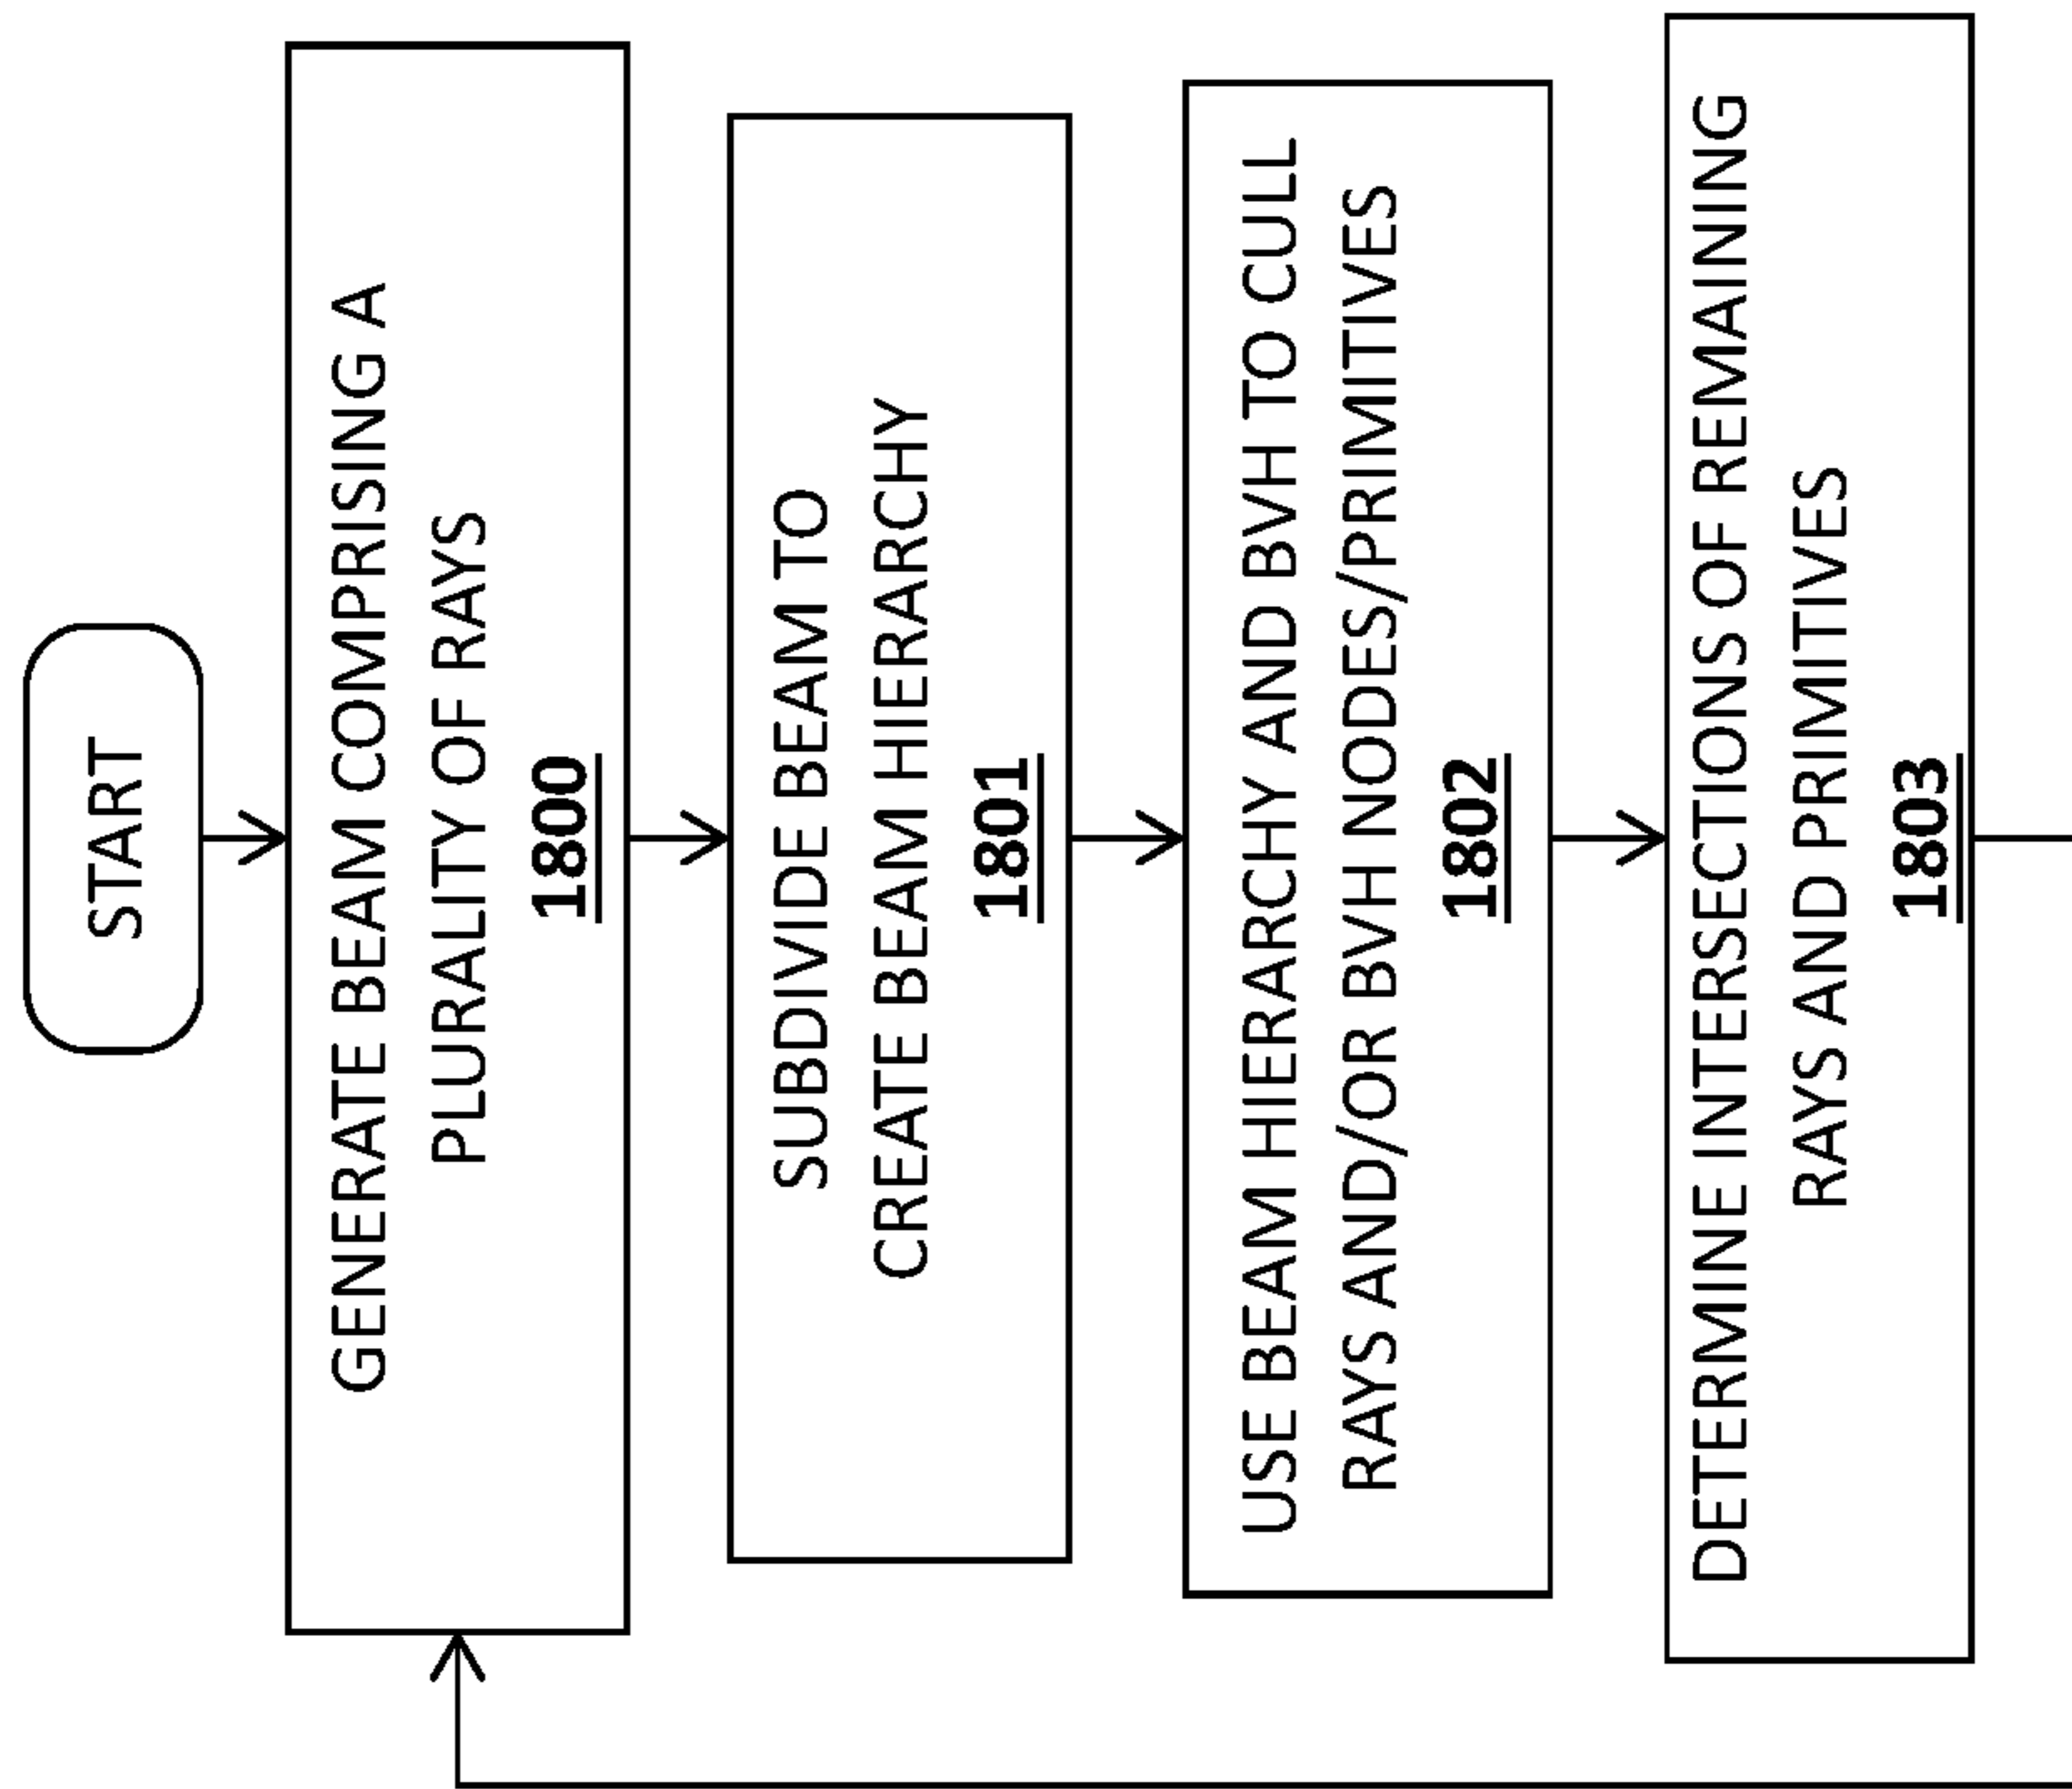 START
GENERATE BEAM COMPRISING A
PLURALITY OF RAYS
1800
SUBDIVIDE BEAM TO
CREATE BEAM HIERARCHY
1801
USE BEAM HIERARCHY AND BVH TO CULL
RAYS AND/OR BVH NODES/PRIMITIVES
1802
DETERMINE INTERSECTIONS OF REMAINING
RAYS AND PRIMITIVES
1803